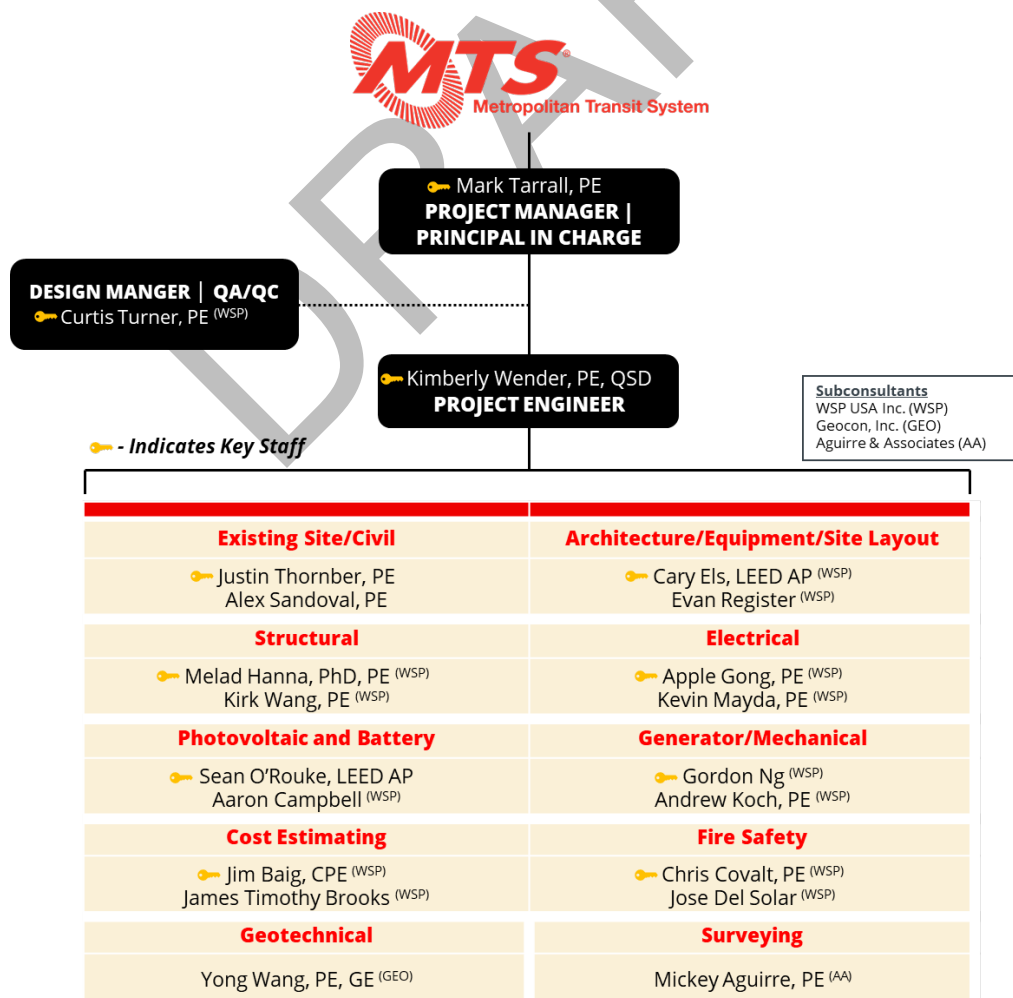 DRAFT
MTS®
Metropolitan Transit System
Mark Tarrall, PE
PROJECT MANAGER |
PRINCIPAL IN CHARGE
DESIGN MANGER | QA/QC
Curtis Turner, PE (WSP)
Kimberly Wender, PE, QSD
PROJECT ENGINEER
Subconsultants
WSP USA Inc. (WSP)
Geocon, Inc. (GEO)
Aguirre & Associates (AA)
- Indicates Key Staff
Existing Site/Civil
Justin Thornber, PE
Alex Sandoval, PE
Architecture/Equipment/Site Layout
Cary Els, LEED AP (WSP)
Evan Register (WSP)
Structural
Melad Hanna, PhD, PE (WSP)
Kirk Wang, PE (WSP)
Electrical
Apple Gong, PE (WSP)
Kevin Mayda, PE (WSP)
Photovoltaic and Battery
Sean O’Rouke, LEED AP
Aaron Campbell (WSP)
Generator/Mechanical
Gordon Ng (WSP)
Andrew Koch, PE (WSP)
Cost Estimating
Jim Baig, CPE (WSP)
James Timothy Brooks (WSP)
Fire Safety
Chris Covalt, PE (WSP)
Jose Del Solar (WSP)
Geotechnical
Yong Wang, PE, GE (GEO)
Surveying
Mickey Aguirre, PE (AA)